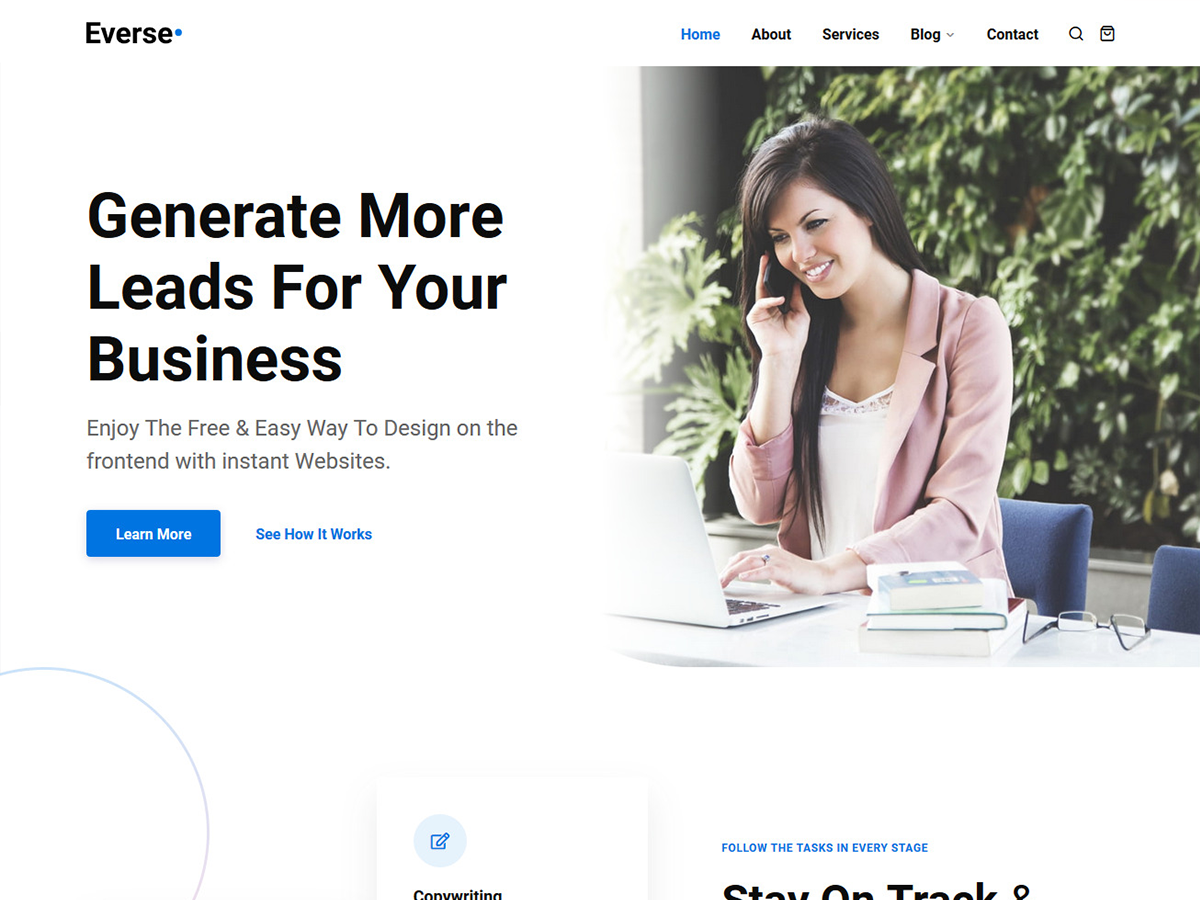 Everse
Home About Services Blog Contact
Generate More
Leads For Your
Business
Enjoy The Free & Easy Way To Design on the
frontend with instant Websites.
Learn More See How It Works
FOLLOW THE TASKS IN EVERY STAGE
Copywriting
Stay On Track &